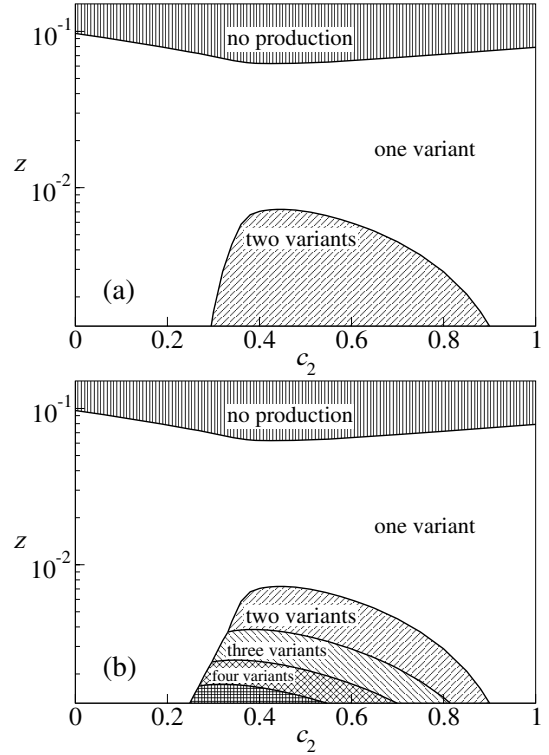 10^-1
no production
one variant
z
10^-2
two variants
(a)
0 0.2 0.4 0.6 0.8 1
c_2
10^-1
no production
one variant
z
10^-2
two variants
three variants
four variants
(b)
0 0.2 0.4 0.6 0.8 1
c_2